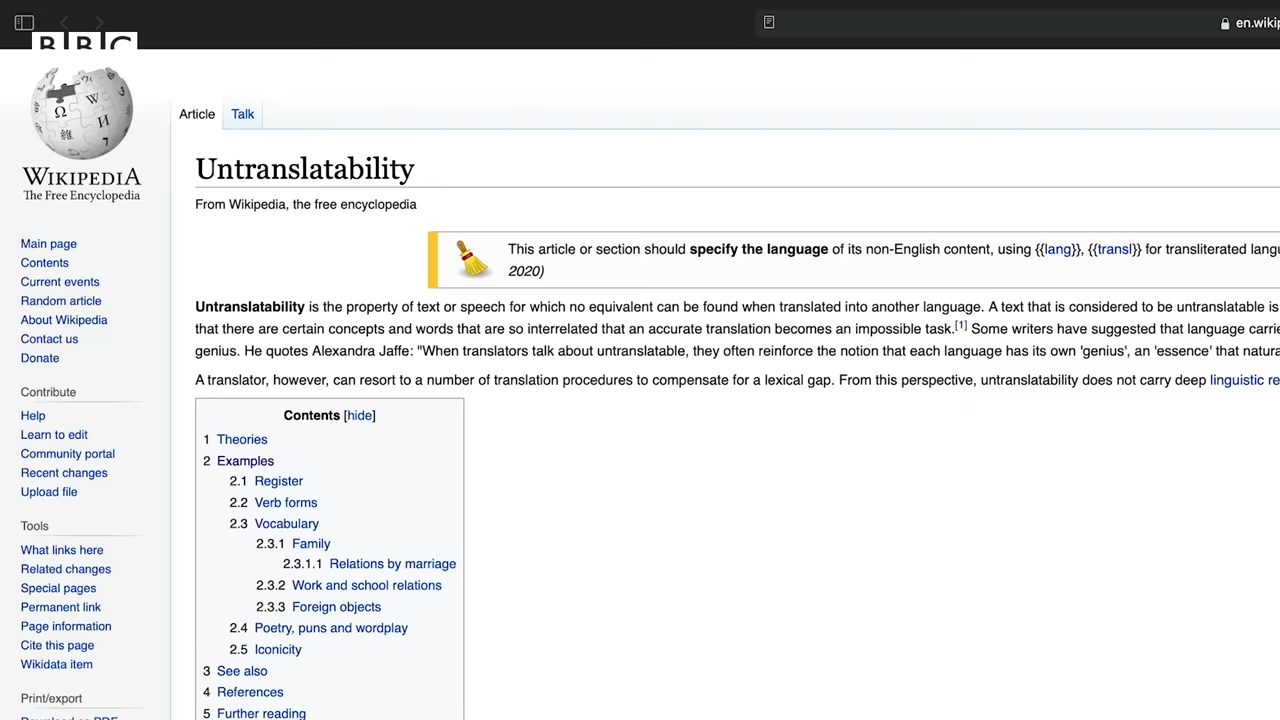 BBC
en.wikip
Article Talk
WIKIPEDIA
The Free Encyclopedia
Untranslatability
From Wikipedia, the free encyclopedia
This article or section should specify the language of its non-English content, using {{lang}}, {{transl}} for transliterated langu
2020)
Untranslatability is the property of text or speech for which no equivalent can be found when translated into another language. A text that is considered to be untranslatable is
that there are certain concepts and words that are so interrelated that an accurate translation becomes an impossible task.[1] Some writers have suggested that language carrie
genius. He quotes Alexandra Jaffe: "When translators talk about untranslatable, they often reinforce the notion that each language has its own 'genius', an 'essence' that natura
A translator, however, can resort to a number of translation procedures to compensate for a lexical gap. From this perspective, untranslatability does not carry deep linguistic re
Contents [hide]
1 Theories
2 Examples
2.1 Register
2.2 Verb forms
2.3 Vocabulary
2.3.1 Family
2.3.1.1 Relations by marriage
2.3.2 Work and school relations
2.3.3 Foreign objects
2.4 Poetry, puns and wordplay
2.5 Iconicity
3 See also
4 References
5 Further reading
Main page
Contents
Current events
Random article
About Wikipedia
Contact us
Donate
Contribute
Help
Learn to edit
Community portal
Recent changes
Upload file
Tools
What links here
Related changes
Special pages
Permanent link
Page information
Cite this page
Wikidata item
Print/export